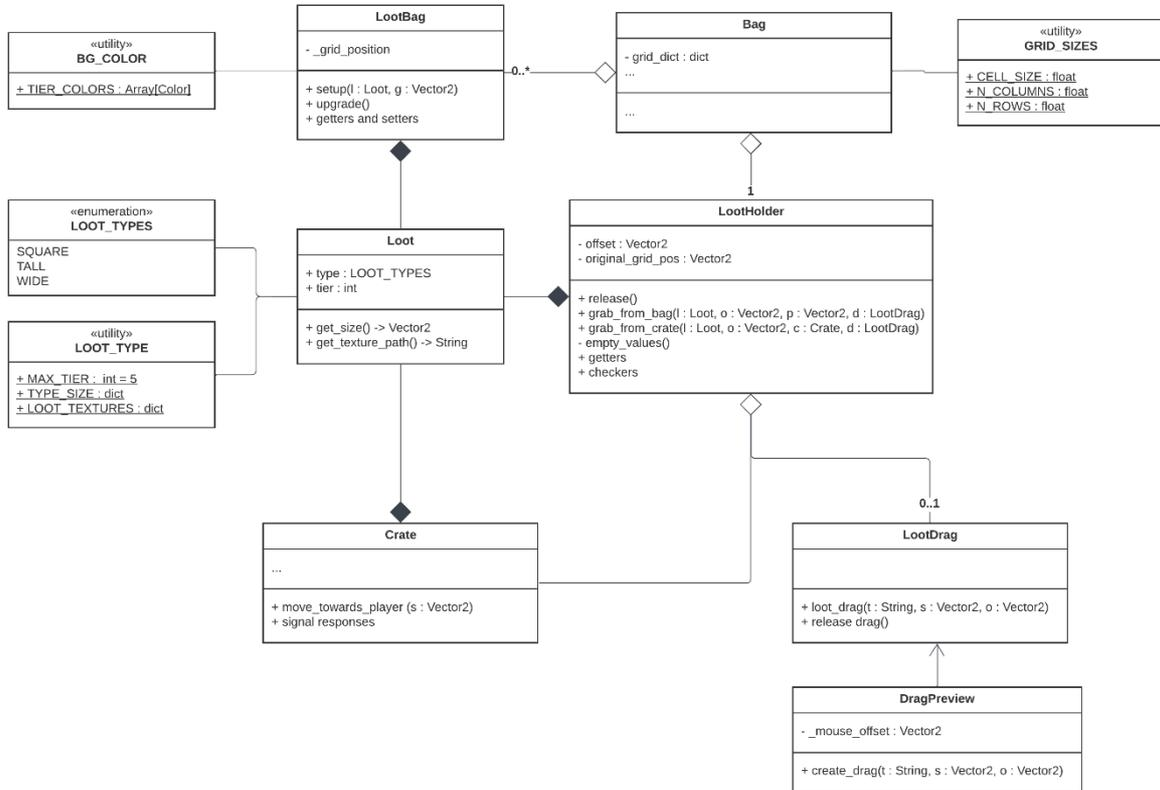 LootBag
- _grid_position
+ setup(l : Loot, g : Vector2)
+ upgrade()
+ getters and setters
«utility»
BG_COLOR
+ TIER_COLORS : Array[Color]
0..*
Bag
- grid_dict : dict
...
...
«utility»
GRID_SIZES
+ CELL_SIZE : float
+ N_COLUMNS : float
+ N_ROWS : float
1
«enumeration»
LOOT_TYPES
SQUARE
TALL
WIDE
Loot
+ type : LOOT_TYPES
+ tier : int
+ get_size() -> Vector2
+ get_texture_path() -> String
LootHolder
- offset : Vector2
- original_grid_pos : Vector2
+ release()
+ grab_from_bag(l : Loot, o : Vector2, p : Vector2, d : LootDrag)
+ grab_from_crate(l : Loot, o : Vector2, c : Crate, d : LootDrag)
- empty_values()
+ getters
+ checkers
«utility»
LOOT_TYPE
+ MAX_TIER :  int = 5
+ TYPE_SIZE : dict
+ LOOT_TEXTURES : dict
0..1
Crate
...
+ move_towards_player (s : Vector2)
+ signal responses
LootDrag
+ loot_drag(t : String, s : Vector2, o : Vector2)
+ release drag()
DragPreview
- _mouse_offset : Vector2
+ create_drag(t : String, s : Vector2, o : Vector2)